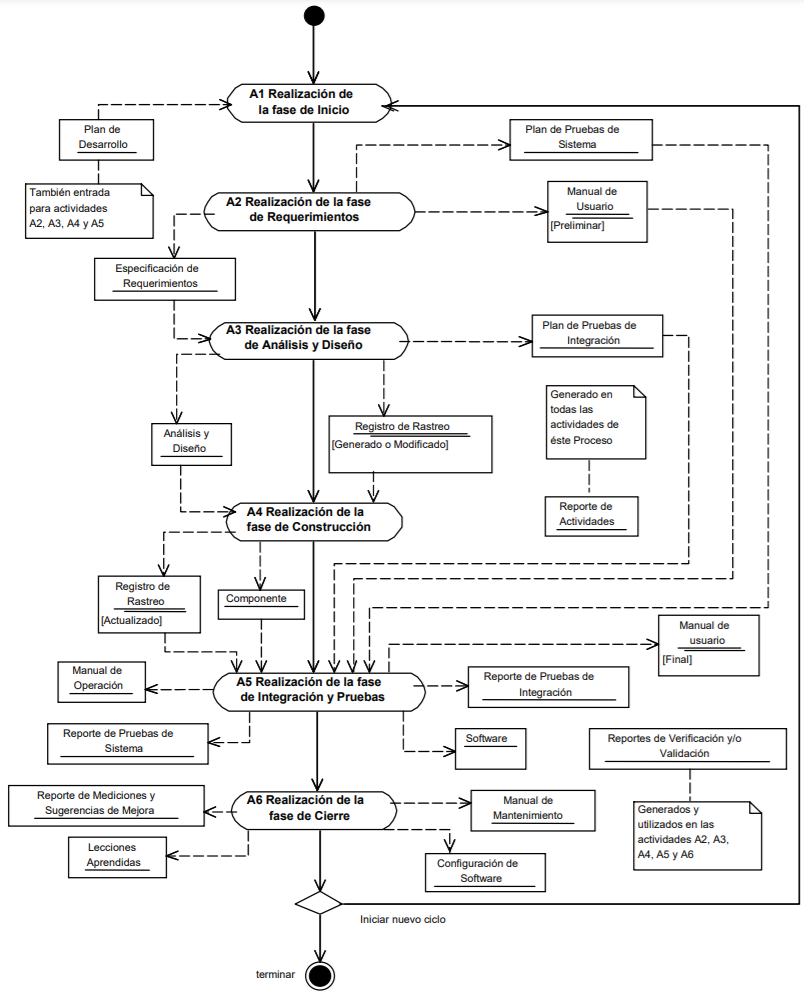 A1 Realización de
la fase de Inicio
Plan de
Desarrollo
También entrada
para actividades
A2, A3, A4 y A5
Plan de Pruebas de
Sistema
A2 Realización de la fase
de Requerimientos
Manual de
Usuario
[Preliminar]
Especificación de
Requerimientos
A3 Realización de la fase
de Análisis y Diseño
Plan de Pruebas de
Integración
Generado en
todas las
actividades de
éste Proceso
Registro de Rastreo
[Generado o Modificado]
Análisis y
Diseño
Reporte de
Actividades
A4 Realización de la
fase de Construcción
Registro de
Rastreo
[Actualizado]
Componente
Manual de
usuario
[Final]
Manual de
Operación
A5 Realización de la fase
de Integración y Pruebas
Reporte de Pruebas de
Integración
Reporte de Pruebas de
Sistema
Software
Reportes de Verificación y/o
Validación
Reporte de Mediciones y
Sugerencias de Mejora
A6 Realización de la
fase de Cierre
Manual de
Mantenimiento
Generados y
utilizados en las
actividades A2, A3,
A4, A5 y A6
Lecciones
Aprendidas
Configuración de
Software
Iniciar nuevo ciclo
terminar